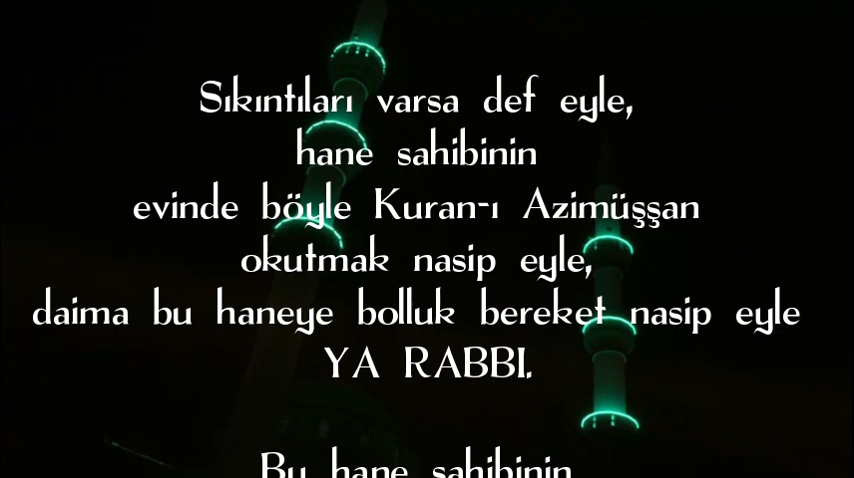 Sıkıntıları varsa def eyle,
hane sahibinin
evinde böyle Kuran-ı Azimüşşan
okutmak nasip eyle,
daima bu haneye bolluk bereket nasip eyle
YA RABBI.
Bu hane sahibinin